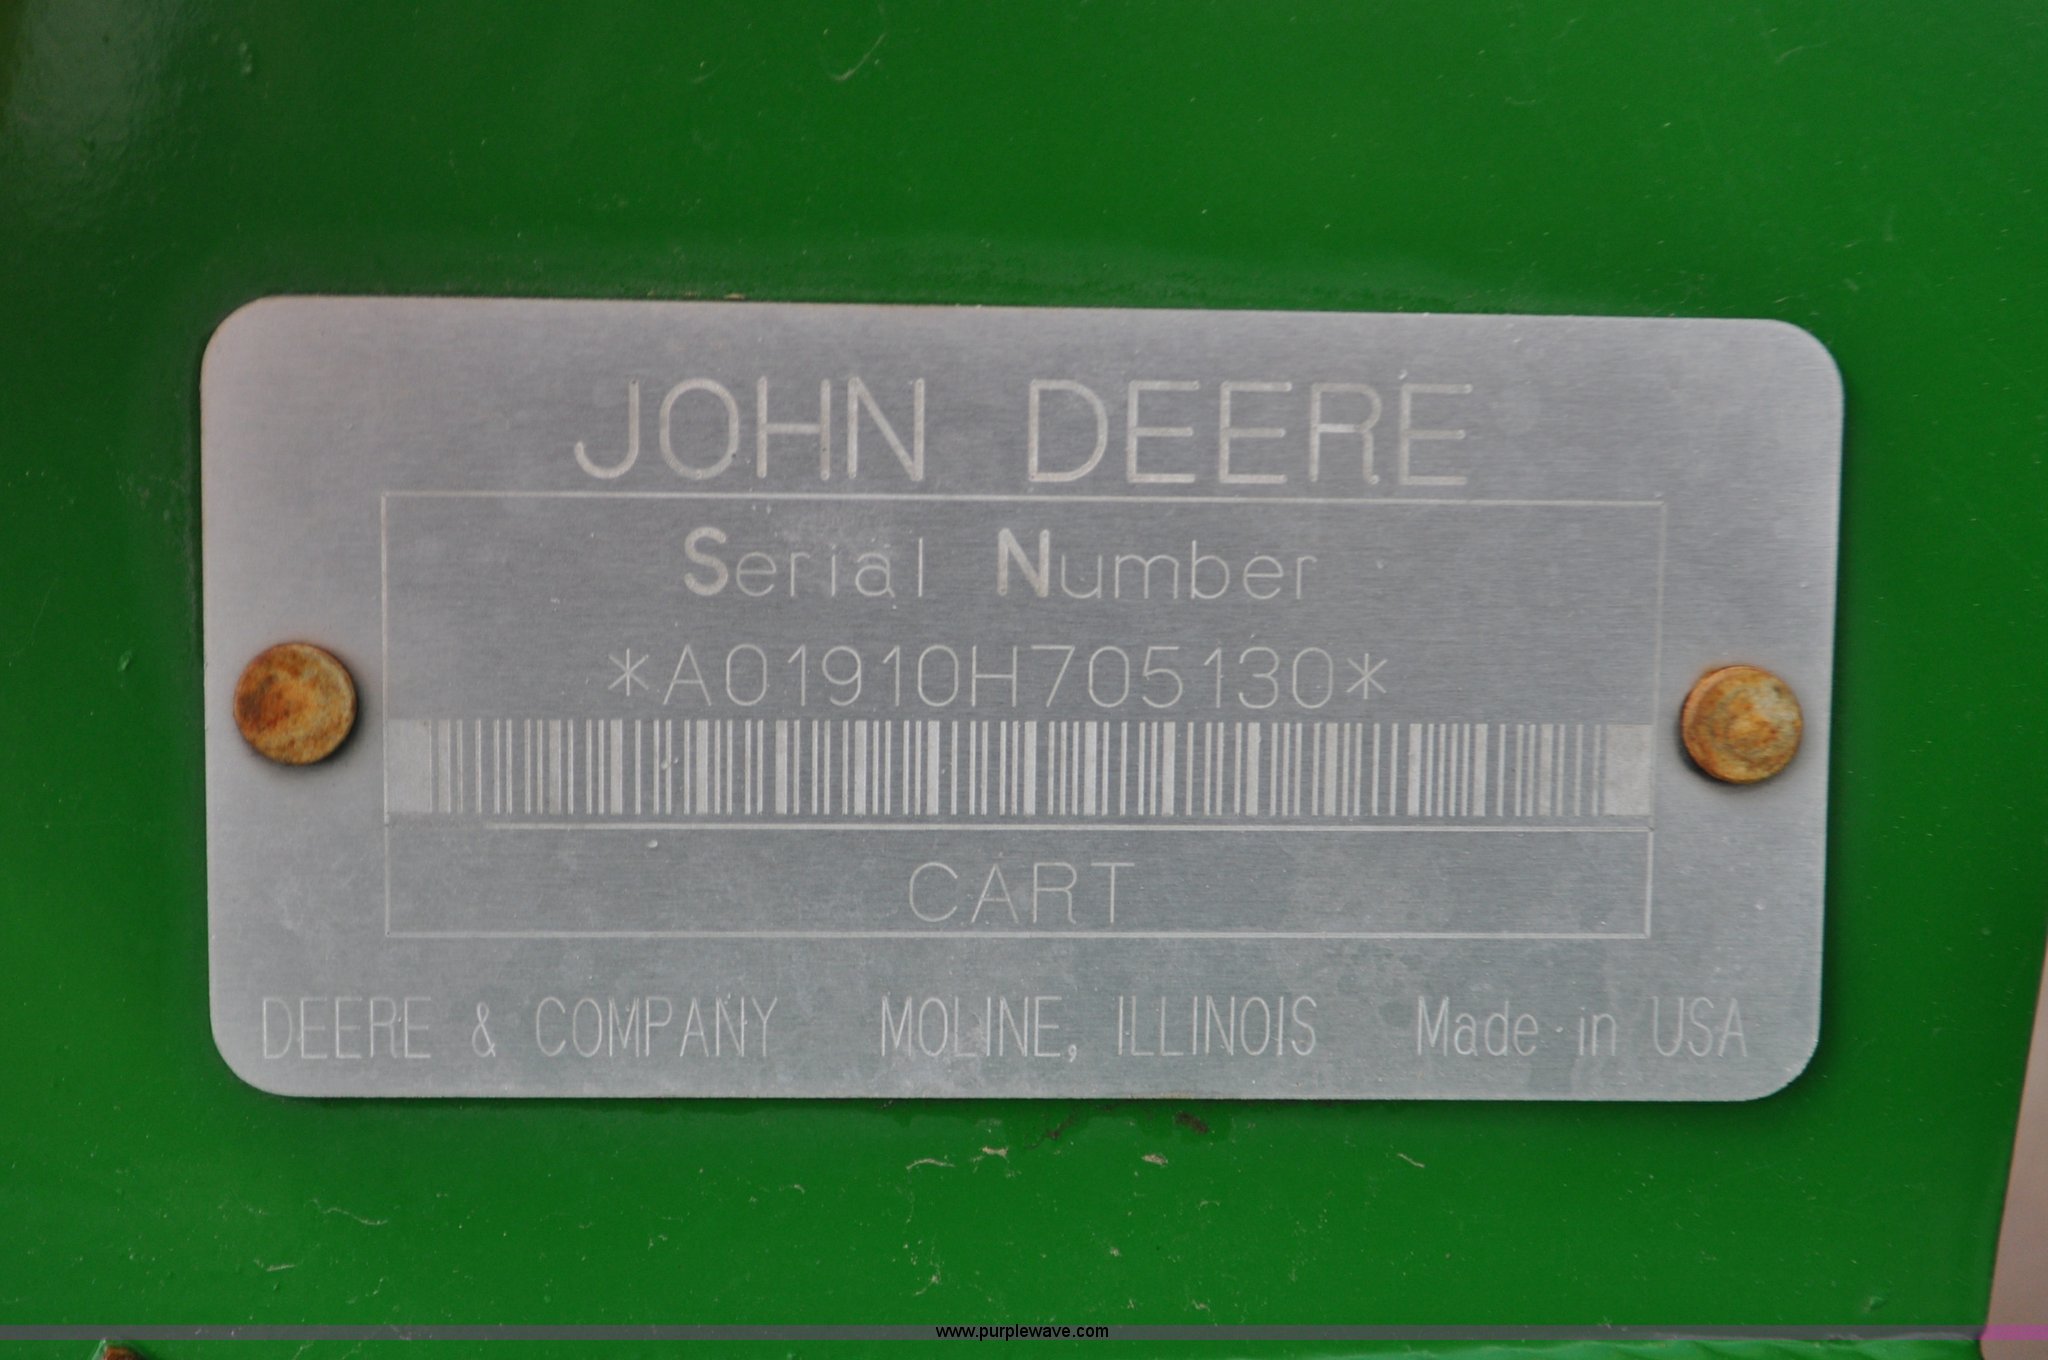 JOHN DEERE
Serial Number
*A01910H705130*
CART
DEERE & COMPANY MOLINE, ILLINOIS Made in USA
www.purplewave.com